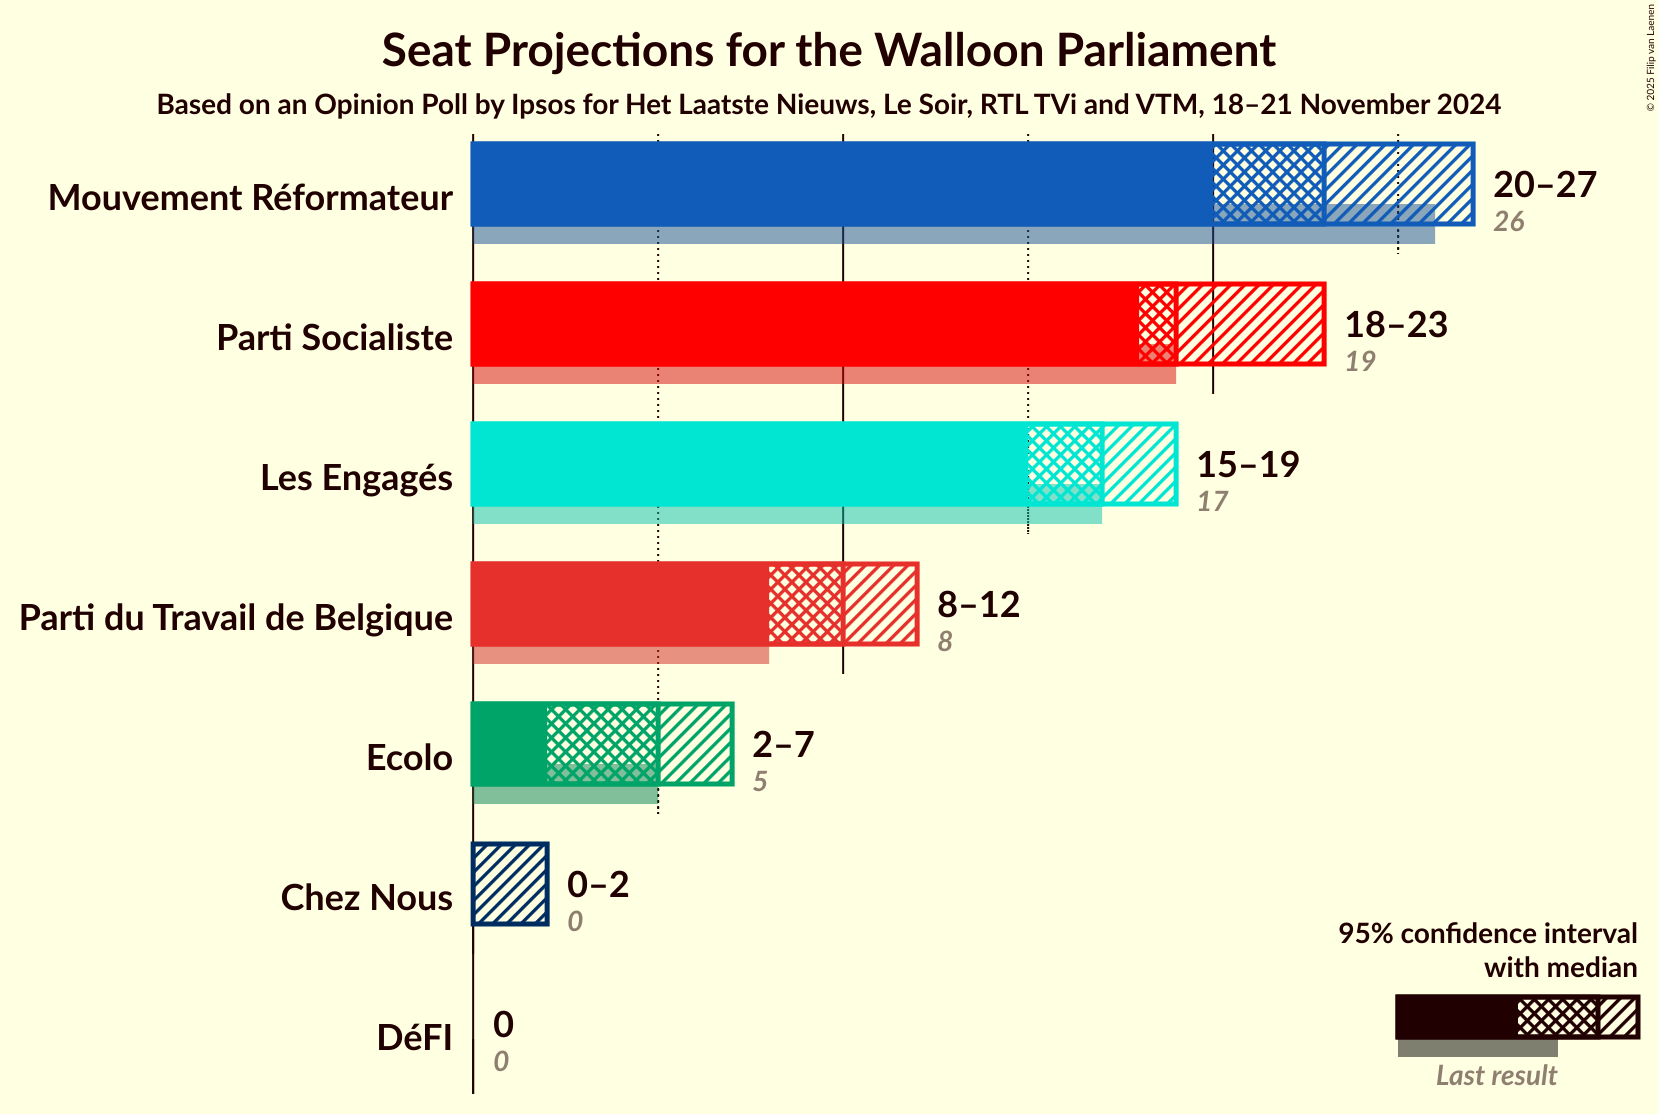 Seat Projections for the Walloon Parliament
Based on an Opinion Poll by Ipsos for Het Laatste Nieuws, Le Soir, RTL TVi and VTM, 18–21 November 2024
© 2025 Filip van Laenen
Mouvement Réformateur
20–27
26
Parti Socialiste
18–23
19
Les Engagés
15–19
17
Parti du Travail de Belgique
8–12
8
Ecolo
2–7
5
Chez Nous
0–2
0
DéFI
0
0
95% confidence interval
with median
Last result